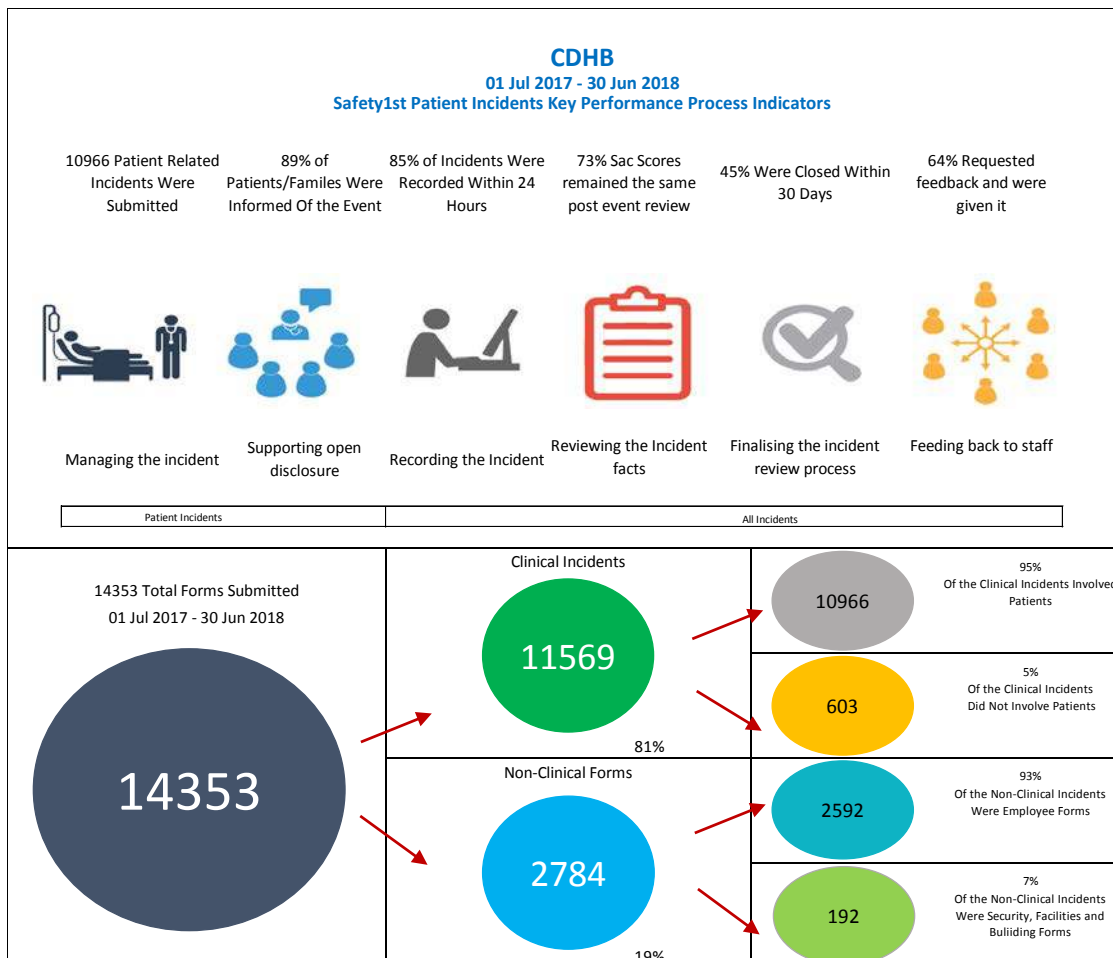 CDHB
01 Jul 2017 - 30 Jun 2018
Safety1st Patient Incidents Key Performance Process Indicators
10966 Patient Related
Incidents Were
Submitted
89% of
Patients/Familes Were
Informed Of the Event
85% of Incidents Were
Recorded Within 24
Hours
73% Sac Scores
remained the same
post event review
45% Were Closed Within
30 Days
64% Requested
feedback and were
given it
Managing the incident
Supporting open
disclosure
Recording the Incident
Reviewing the Incident
facts
Finalising the incident
review process
Feeding back to staff
Patient Incidents
All Incidents
14353 Total Forms Submitted
01 Jul 2017 - 30 Jun 2018
14353
Clinical Incidents
11569
81%
Non-Clinical Forms
2784
19%
10966
95%
Of the Clinical Incidents Involved
Patients
603
5%
Of the Clinical Incidents
Did Not Involve Patients
2592
93%
Of the Non-Clinical Incidents
Were Employee Forms
192
7%
Of the Non-Clinical Incidents
Were Security, Facilities and
Buliiding Forms